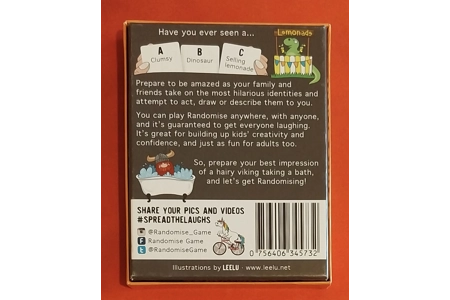 Have you ever seen a...
Lemonade
A B C
Clumsy Dinosaur Selling
lemonade
Prepare to be amazed as your family and
friends take on the most hilarious identities and
attempt to act, draw or describe them to you.
You can play Randomise anywhere, with anyone,
and it's guaranteed to get everyone laughing.
It's great for building up kids' creativity and
confidence, and just as fun for adults too.
So, prepare your best impression
of a hairy viking taking a bath,
and let's get Randomising!
SHARE YOUR PICS AND VIDEOS
#SPREADTHELAUGHS
@Randomise_Game
Randomise Game
@RandomiseGame
0 756406 345732
Illustrations by LEELU - www.leelu.net